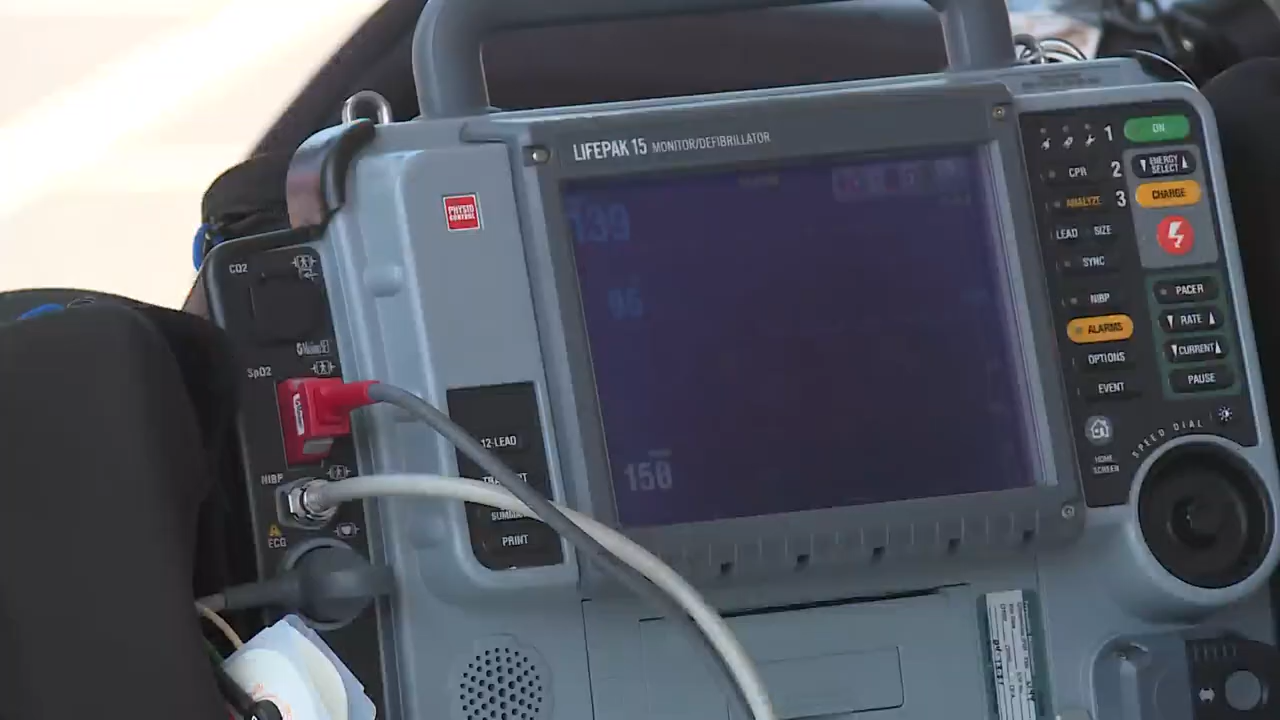 LIFEPAK 15 MONITOR/DEFIBRILLATOR
PHYSIO
CONTROL
139
95
150
CO2
SpO2
NIBP
ECG
12-LEAD
PRINT
1
ON
CPR
2
ENERGY
SELECT
ANALYZE
3
CHARGE
LEAD
SIZE
SYNC
NIBP
PACER
ALARMS
RATE
OPTIONS
CURRENT
EVENT
PAUSE
HOME
SCREEN
SPEED DIAL